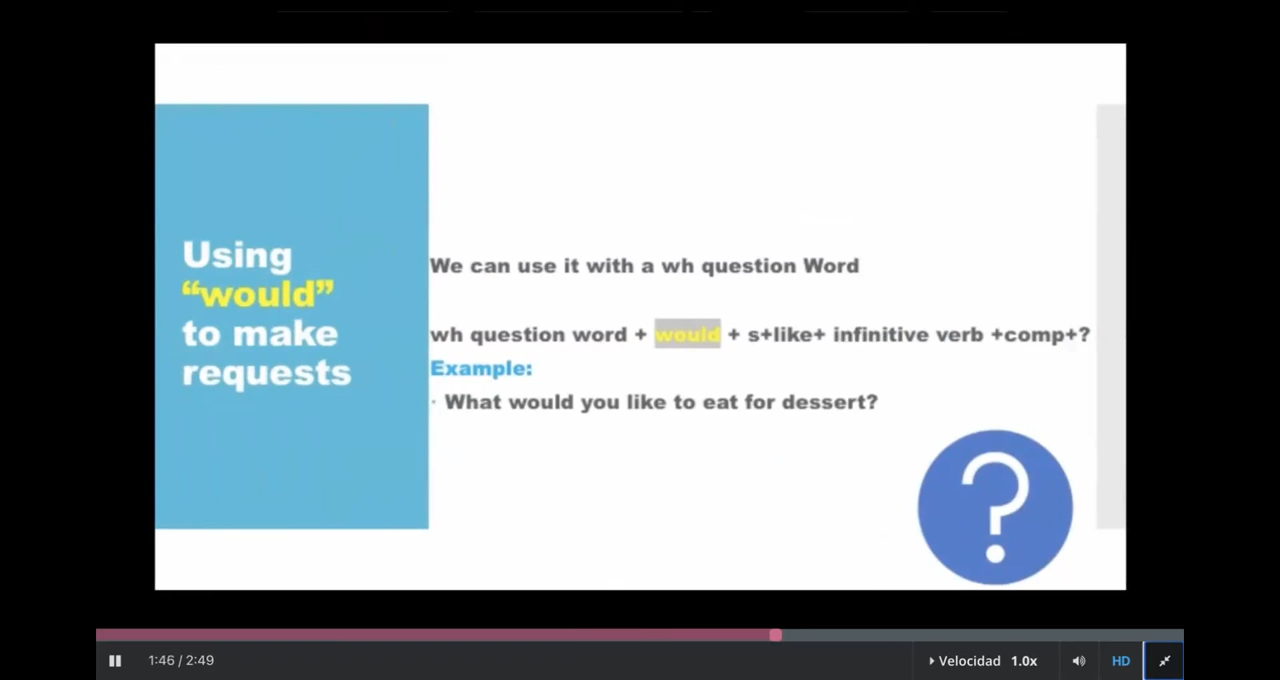 Using
“would”
to make
requests
We can use it with a wh question Word
wh question word + would + s+like+ infinitive verb +comp+?
Example:
· What would you like to eat for dessert?
?
1:46 / 2:49
Velocidad 1.0x
HD